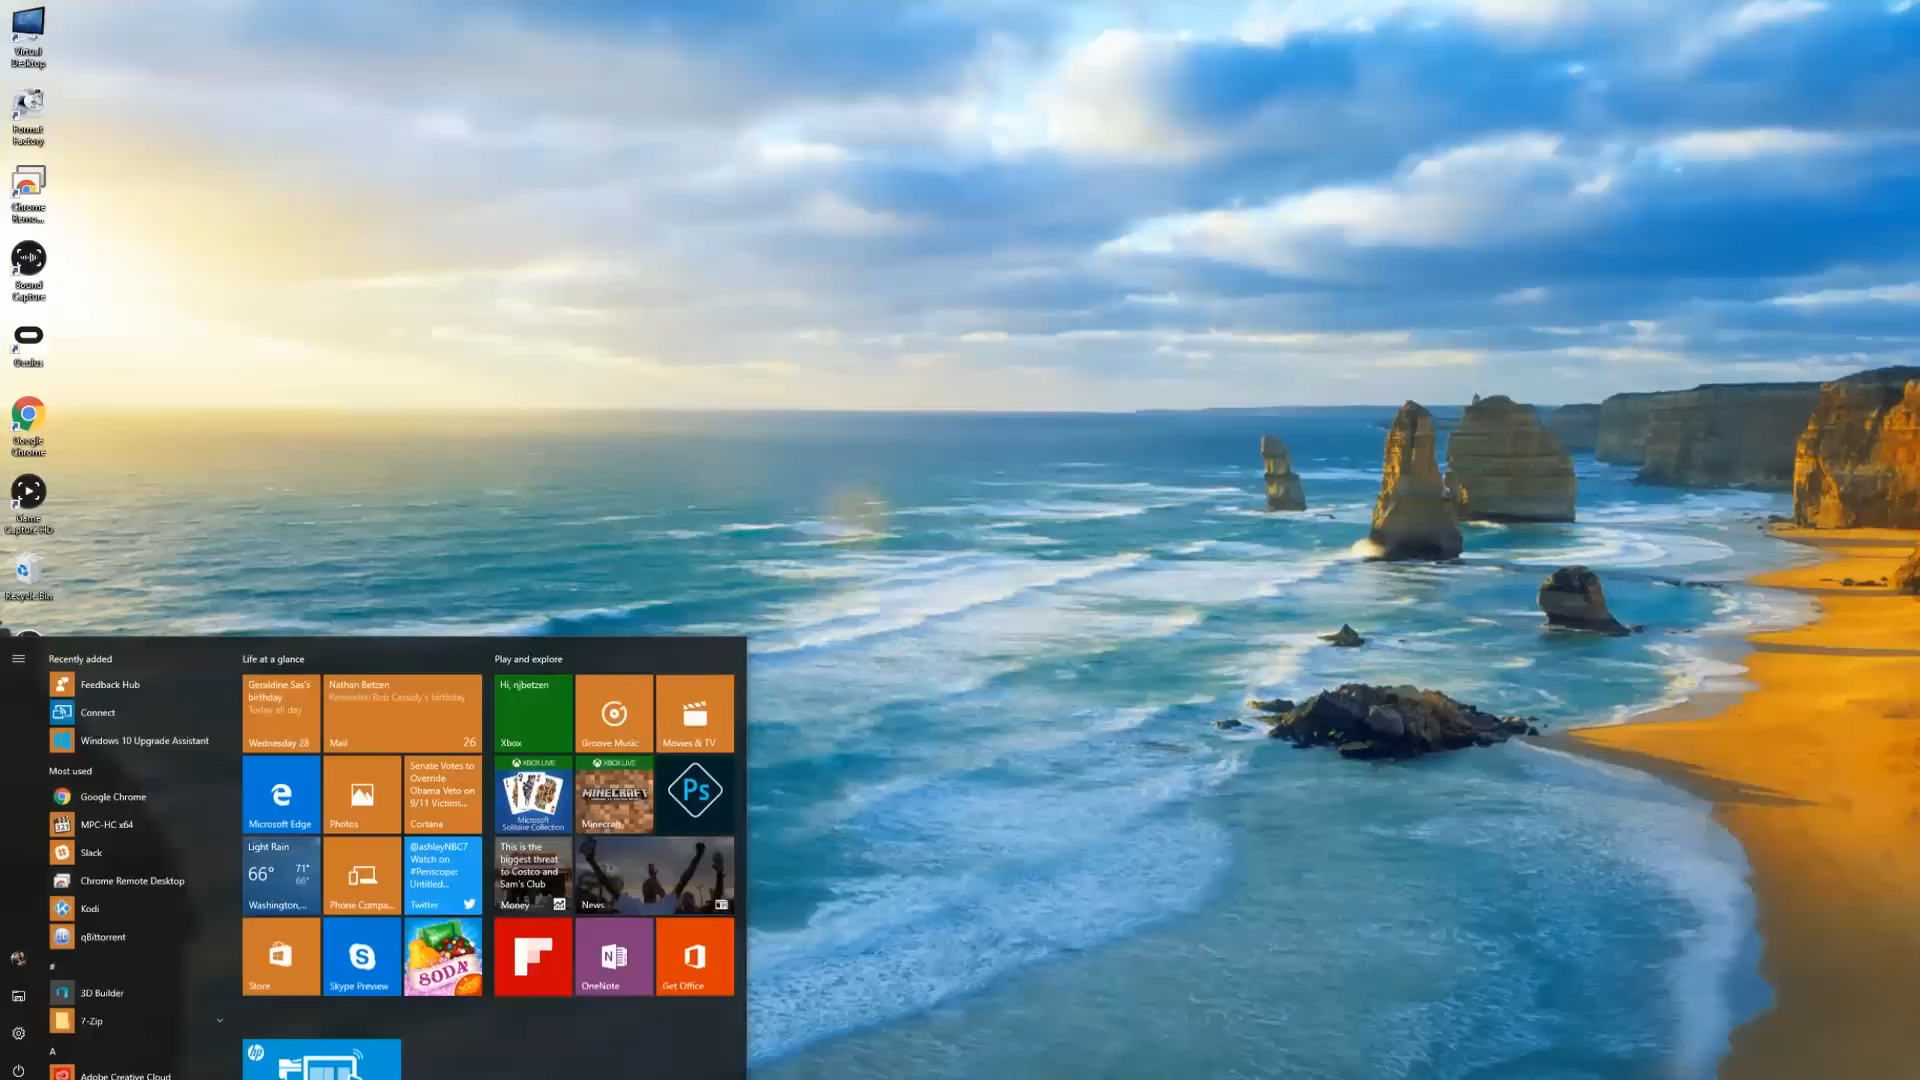 Virtual
Desktop
Format
Factory
Chrome
Remo...
Sound
Capture
Oculus
Google
Chrome
Game
Capture HD
Recycle Bin
Recently added
Feedback Hub
Connect
Windows 10 Upgrade Assistant
Most used
Google Chrome
MPC-HC x64
321
Slack
Chrome Remote Desktop
Kodi
qBittorrent
#
3D Builder
7-Zip
A
Adobe Creative Cloud
Life at a glance
Geraldine Sas's
birthday
Today all day
Wednesday 28
Nathan Betzen
Reminder: Rob Cassidy's birthday
Mail
26
Microsoft Edge
Photos
Senate Votes to
Override
Obama Veto on
9/11 Victims...
Cortana
Light Rain
66°
71°
66°
Washington,...
Phone Compa...
@ashleyNBC7
Watch on
#Periscope:
Untitled...
Twitter
Store
Skype Preview
SODA
hp
Play and explore
Hi, njbetzen
Xbox
Groove Music
Movies & TV
XBOX LIVE
Microsoft
Solitaire Collection
XBOX LIVE
MINECRAFT
Minecraft
Ps
This is the
biggest threat
to Costco and
Sam's Club
Money
News
OneNote
Get Office